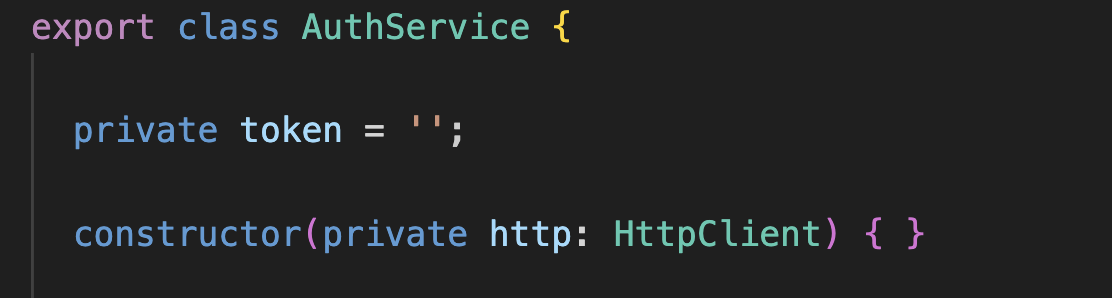 export class AuthService {
private token = '';
constructor(private http: HttpClient) { }